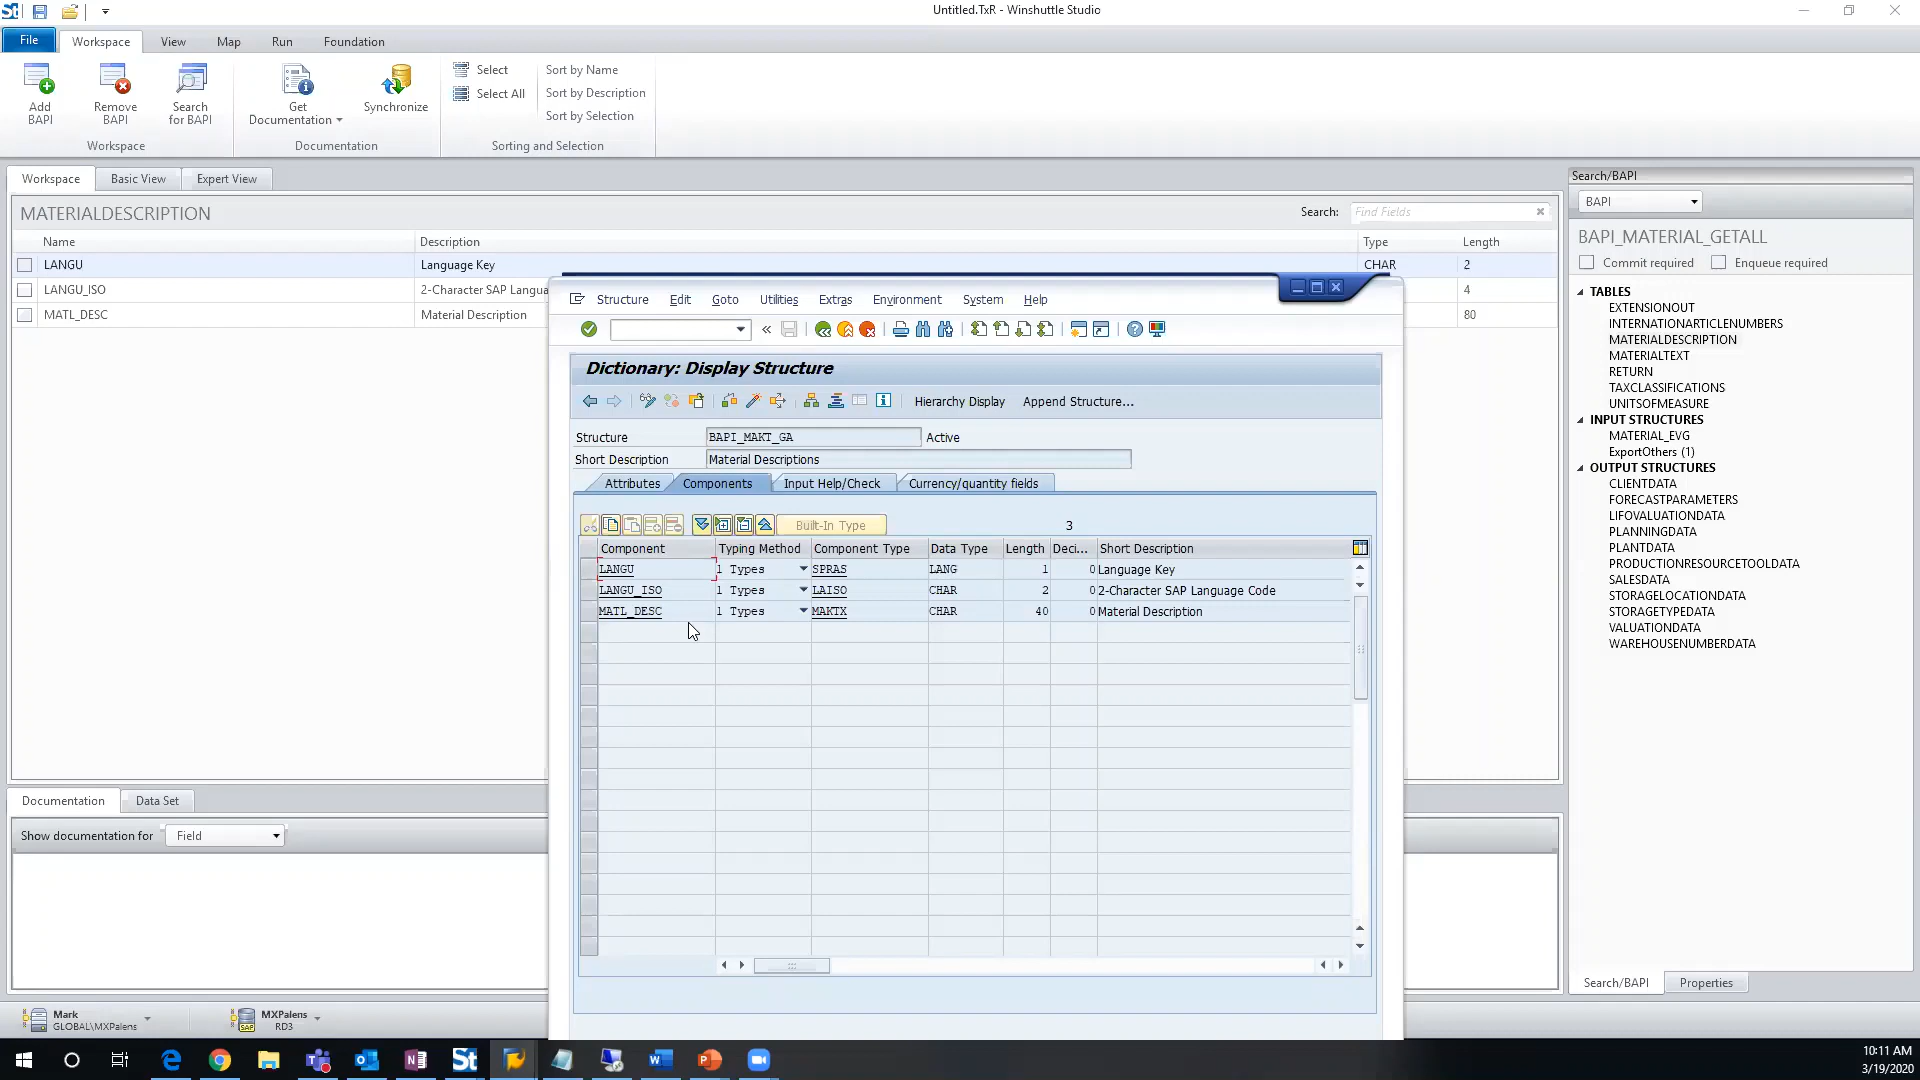 Untitled.TxR - Winshuttle Studio
File
Workspace
View
Map
Run
Foundation
Add
BAPI
Remove
BAPI
Search
for BAPI
Get
Documentation
Synchronize
Select
Select All
Sort by Name
Sort by Description
Sort by Selection
Workspace
Documentation
Sorting and Selection
Workspace
Basic View
Expert View
MATERIALDESCRIPTION
Search:
Find Fields
Name
Description
Type
Length
LANGU
Language Key
CHAR
2
LANGU_ISO
2-Character SAP Langua
4
MATL_DESC
Material Description
80
Structure
Edit
Goto
Utilities
Extras
Environment
System
Help
Dictionary: Display Structure
Hierarchy Display
Append Structure...
Structure
BAPI_MAKT_GA
Active
Short Description
Material Descriptions
Attributes
Components
Input Help/Check
Currency/quantity fields
Built-In Type
3
Component
Typing Method
Component Type
Data Type
Length
Deci...
Short Description
LANGU
1 Types
SPRAS
LANG
1
0
Language Key
LANGU_ISO
1 Types
LAISO
CHAR
2
0
2-Character SAP Language Code
MATL_DESC
1 Types
MAKTX
CHAR
40
0
Material Description
Search/BAPI
BAPI
BAPI_MATERIAL_GETALL
Commit required
Enqueue required
TABLES
EXTENSIONOUT
INTERNATIONARTICLENUMBERS
MATERIALDESCRIPTION
MATERIALTEXT
RETURN
TAXCLASSIFICATIONS
UNITSOFMEASURE
INPUT STRUCTURES
MATERIAL_EVG
ExportOthers (1)
OUTPUT STRUCTURES
CLIENTDATA
FORECASTPARAMETERS
LIFOVALUATIONDATA
PLANNINGDATA
PLANTDATA
PRODUCTIONRESOURCETOOLDATA
SALESDATA
STORAGELOCATIONDATA
STORAGETYPEDATA
VALUATIONDATA
WAREHOUSENUMBERDATA
Search/BAPI
Properties
Documentation
Data Set
Show documentation for
Field
Mark
GLOBAL\MXPalens
MXPalens
RD3
10:11 AM
3/19/2020